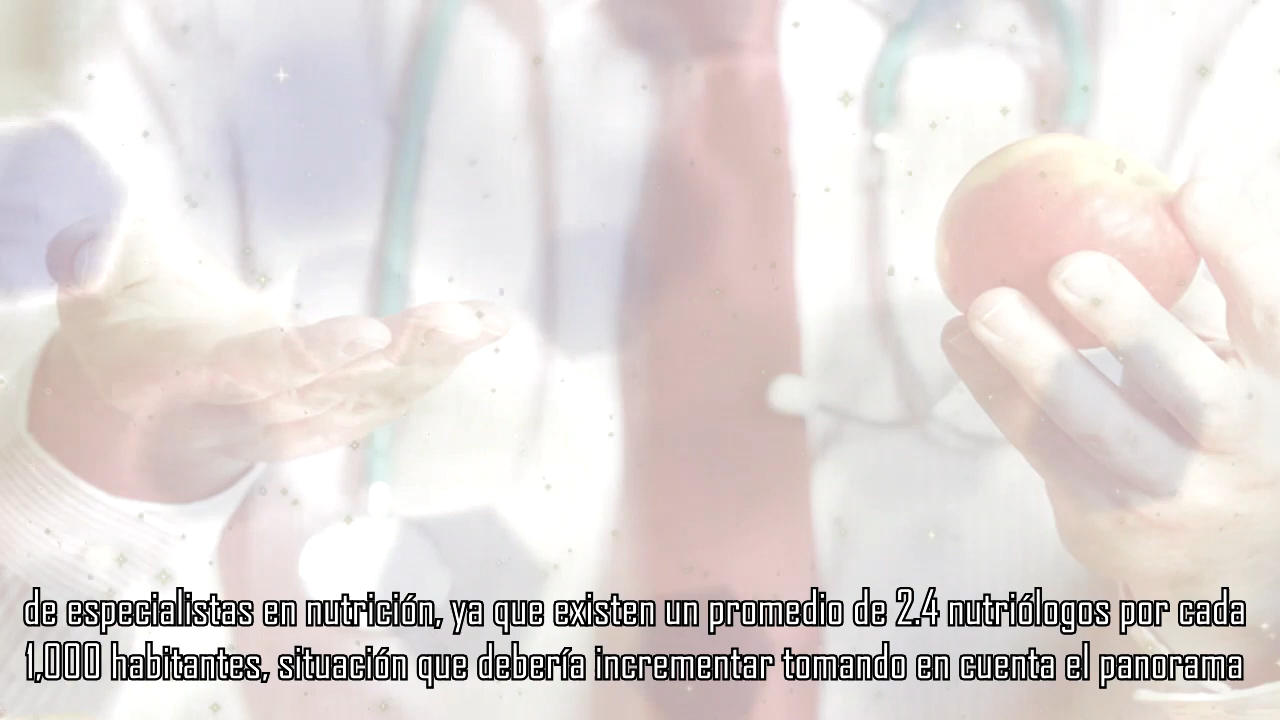 de especialistas en nutrición, ya que existen un promedio de 2.4 nutriólogos por cada
1,000 habitantes, situación que debería incrementar tomando en cuenta el panorama